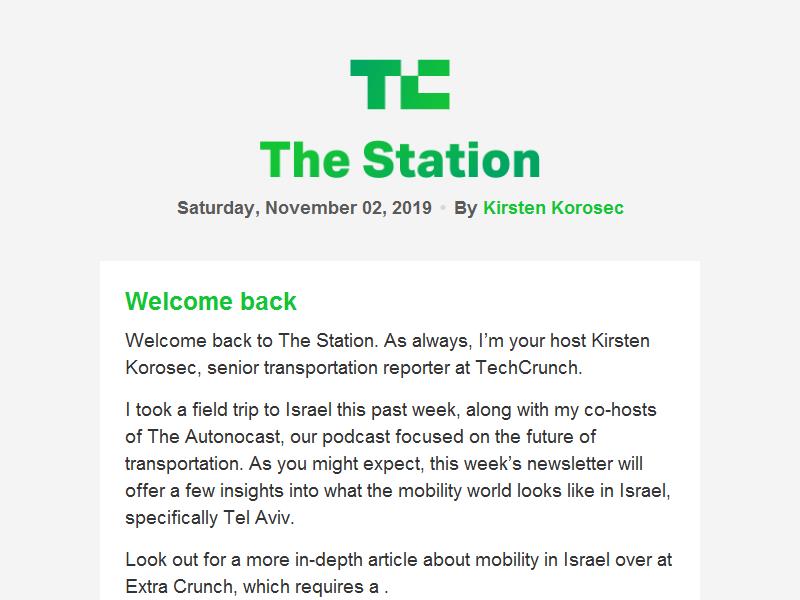 TC
The Station
Saturday, November 02, 2019 • By Kirsten Korosec
Welcome back
Welcome back to The Station. As always, I’m your host Kirsten
Korosec, senior transportation reporter at TechCrunch.
I took a field trip to Israel this past week, along with my co-hosts
of The Autonocast, our podcast focused on the future of
transportation. As you might expect, this week’s newsletter will
offer a few insights into what the mobility world looks like in Israel,
specifically Tel Aviv.
Look out for a more in-depth article about mobility in Israel over at
Extra Crunch, which requires a .